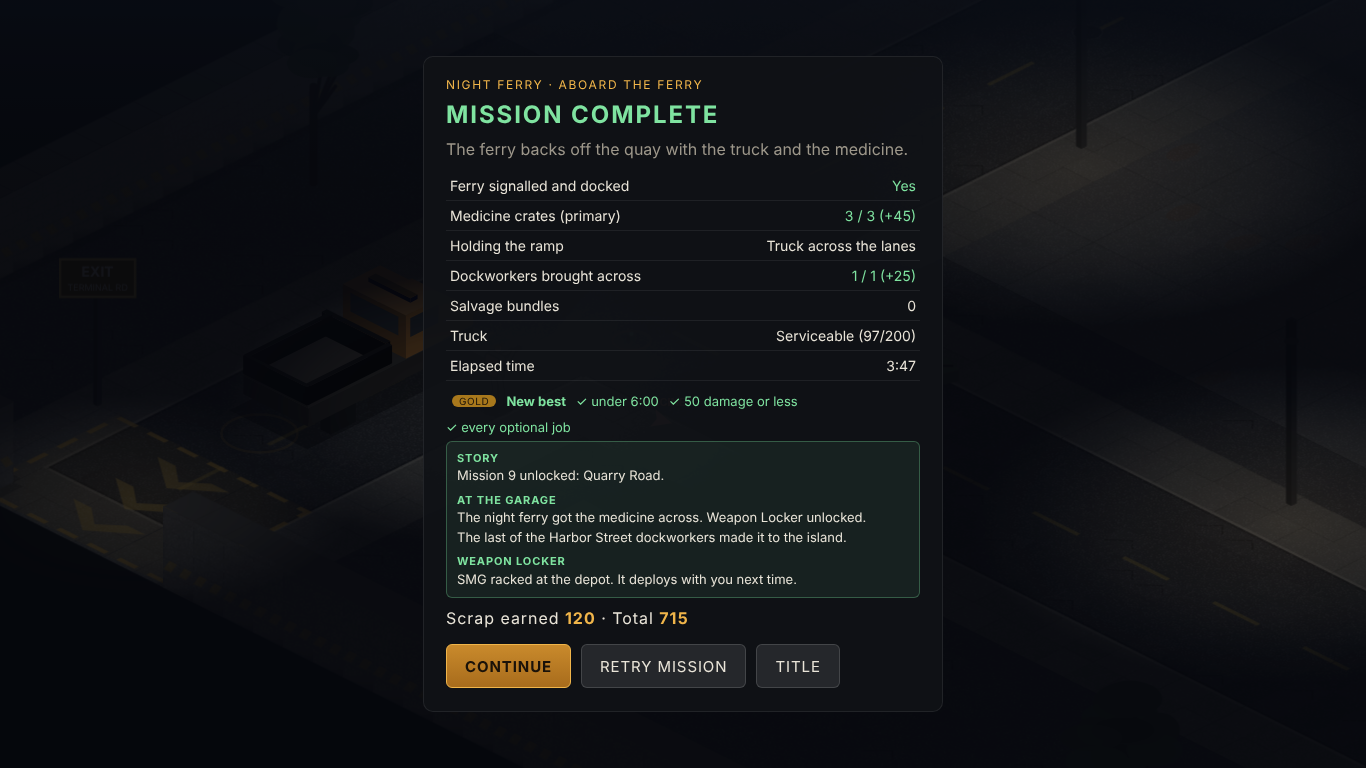 NIGHT FERRY · ABOARD THE FERRY
MISSION COMPLETE
The ferry backs off the quay with the truck and the medicine.
Ferry signalled and docked Yes
Medicine crates (primary) 3 / 3 (+45)
Holding the ramp Truck across the lanes
Dockworkers brought across 1 / 1 (+25)
Salvage bundles 0
Truck Serviceable (97/200)
Elapsed time 3:47
GOLD New best ✓ under 6:00 ✓ 50 damage or less
✓ every optional job
STORY
Mission 9 unlocked: Quarry Road.
AT THE GARAGE
The night ferry got the medicine across. Weapon Locker unlocked.
The last of the Harbor Street dockworkers made it to the island.
WEAPON LOCKER
SMG racked at the depot. It deploys with you next time.
Scrap earned 120 · Total 715
CONTINUE RETRY MISSION TITLE
EXIT